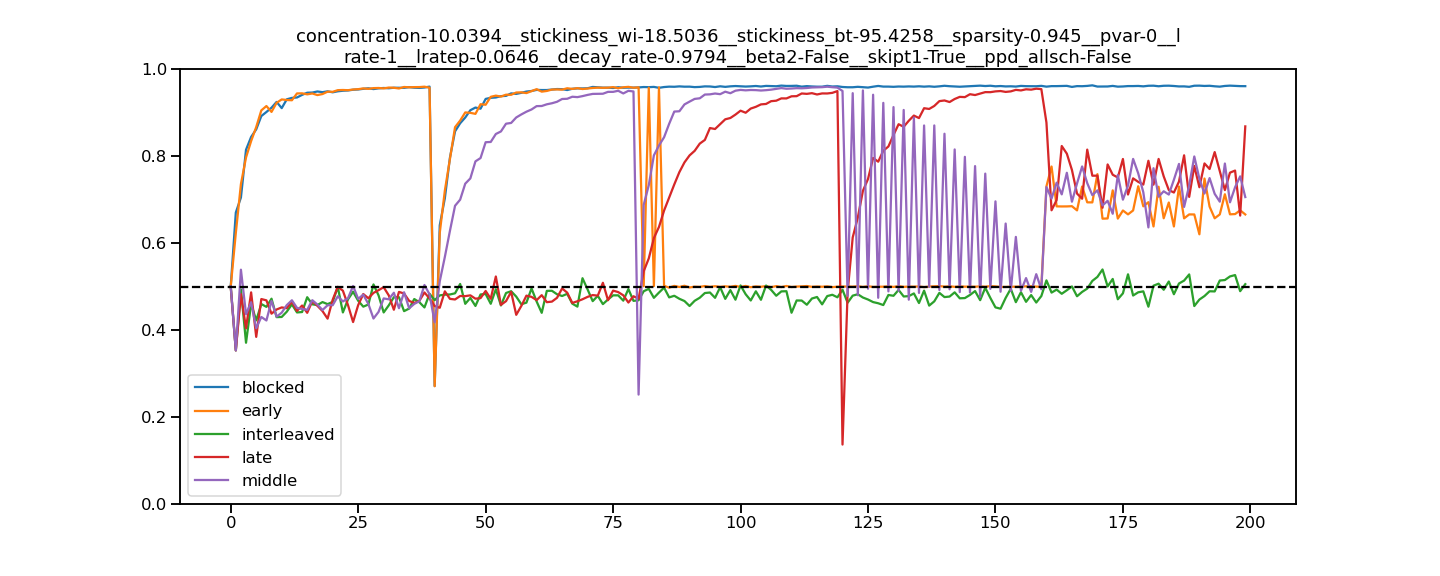 concentration-10.0394__stickiness_wi-18.5036__stickiness_bt-95.4258__sparsity-0.945__pvar-0__l
rate-1__lratep-0.0646__decay_rate-0.9794__beta2-False__skipt1-True__ppd_allsch-False
1.0
0.8
0.6
0.4
0.2
0.0
blocked
early
interleaved
late
middle
0 25 50 75 100 125 150 175 200